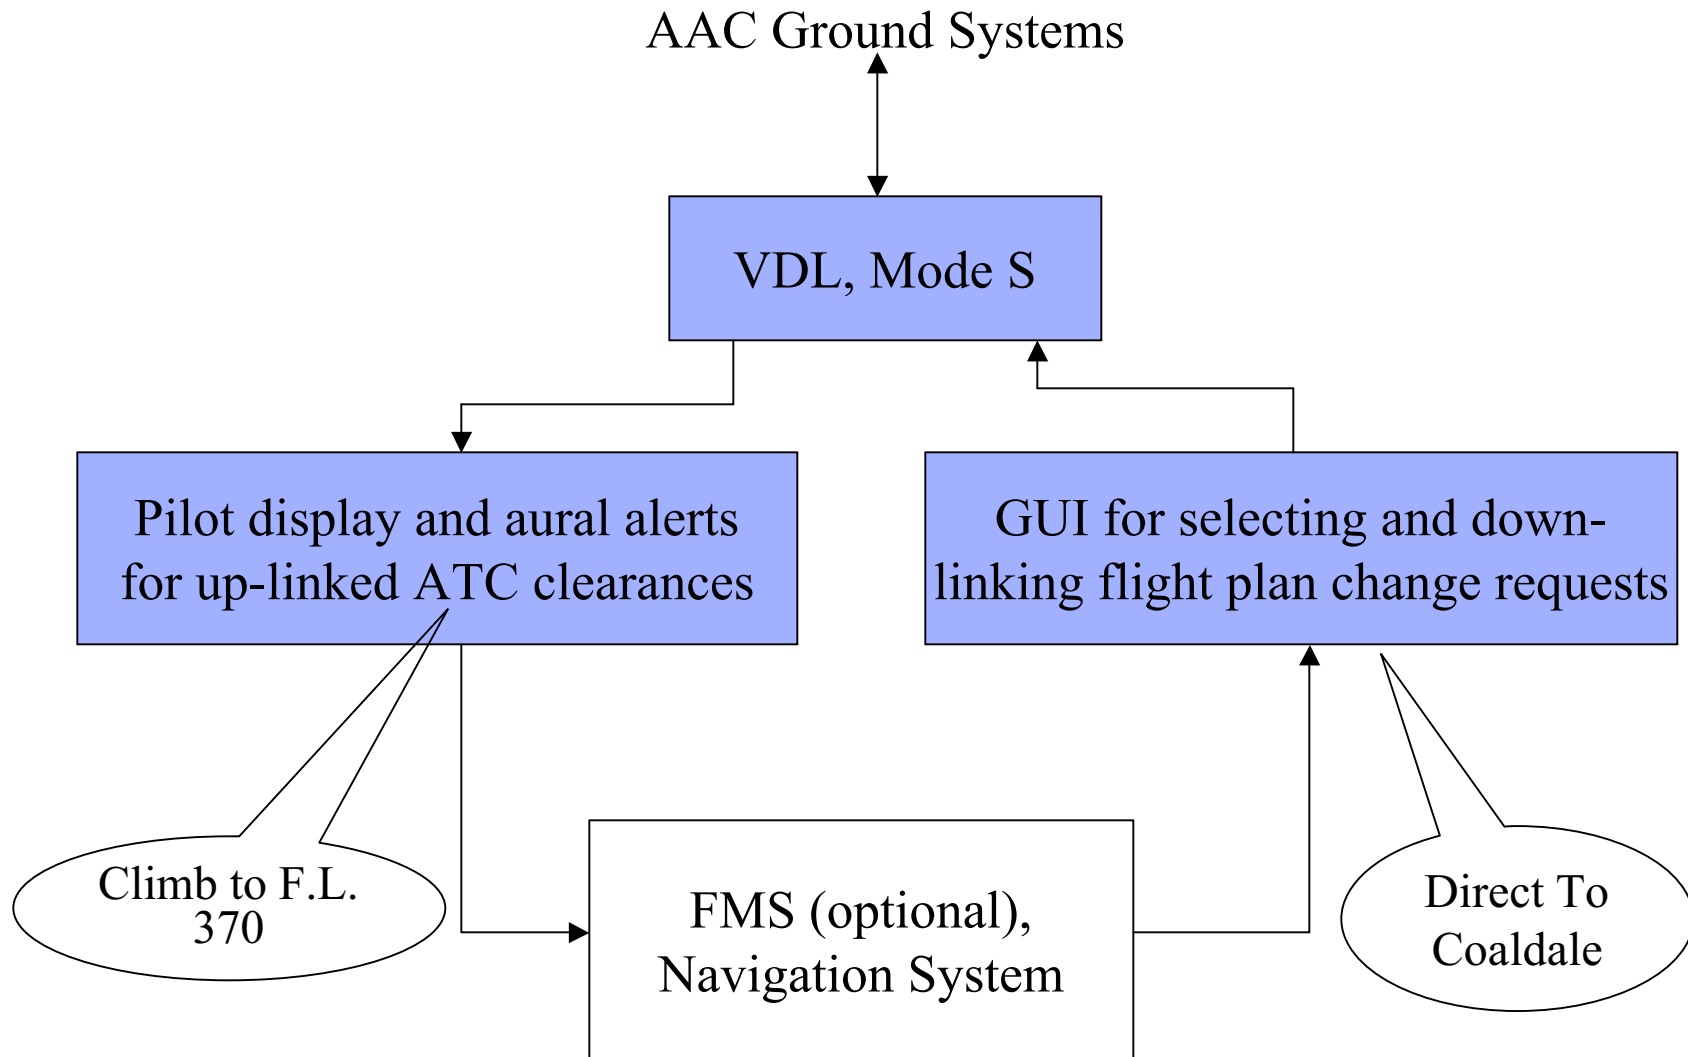 AAC Ground Systems
VDL, Mode S
Pilot display and aural alerts
for up-linked ATC clearances
GUI for selecting and down-
linking flight plan change requests
Climb to F.L.
370
FMS (optional),
Navigation System
Direct To
Coaldale